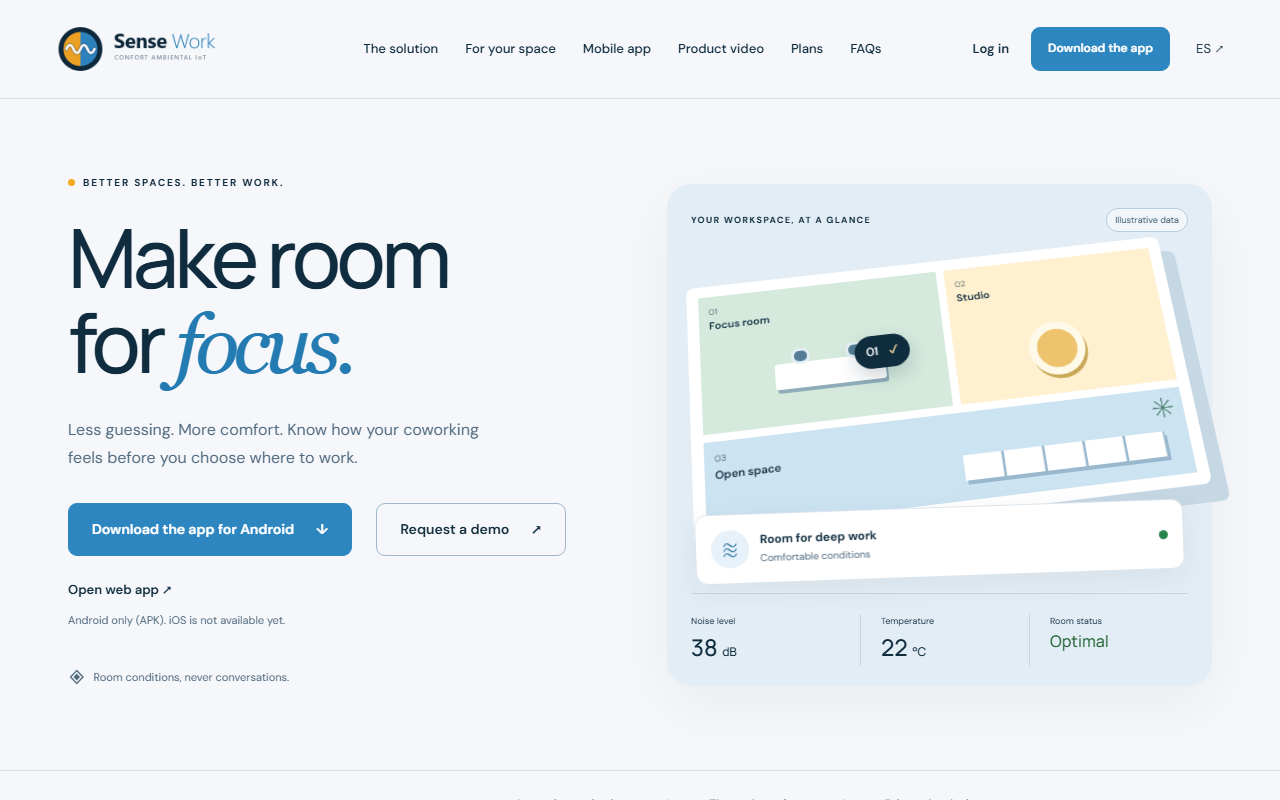 Sense Work
CONFORT AMBIENTAL IoT
The solution
For your space
Mobile app
Product video
Plans
FAQs
Log in
Download the app
ES ↗
BETTER SPACES. BETTER WORK.
Make room
for focus.
Less guessing. More comfort. Know how your coworking
feels before you choose where to work.
Download the app for Android ↓
Request a demo ↗
Open web app ↗
Android only (APK). iOS is not available yet.
Room conditions, never conversations.
YOUR WORKSPACE, AT A GLANCE
Illustrative data
01
Focus room
01 ✓
02
Studio
03
Open space
Room for deep work
Comfortable conditions
Noise level
38 dB
Temperature
22 °C
Room status
Optimal